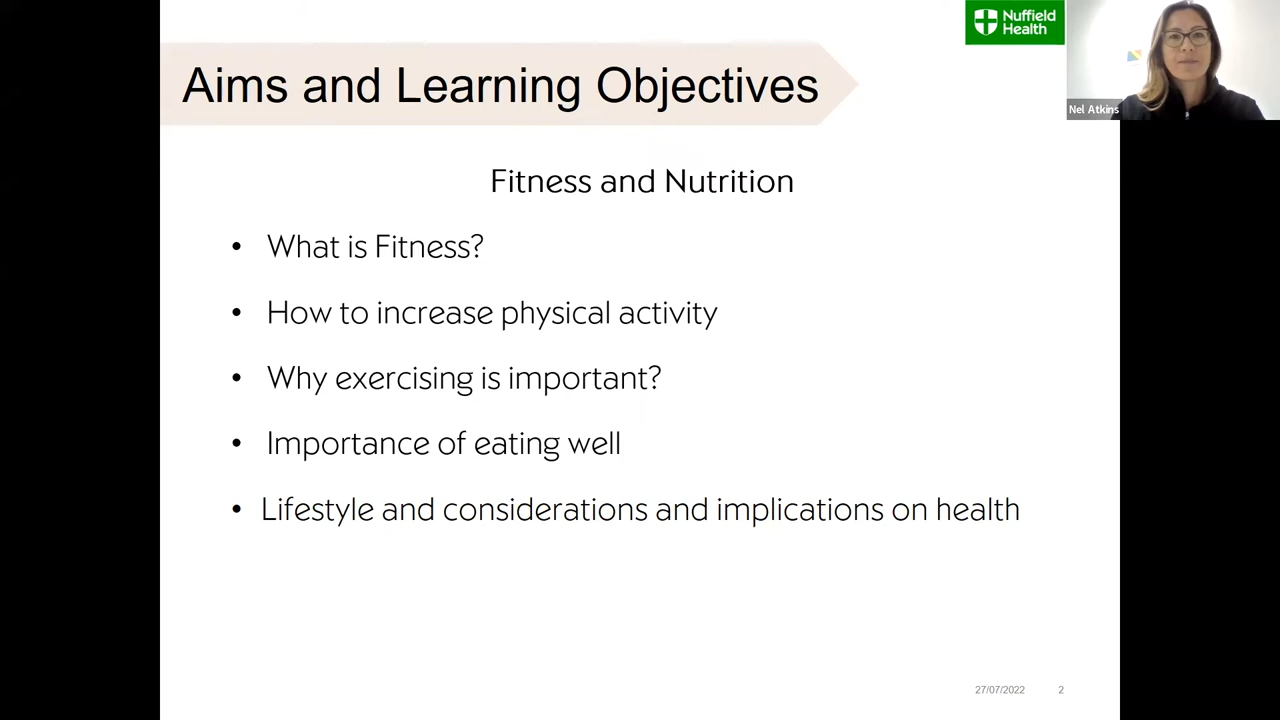 Nuffield
Health
Aims and Learning Objectives
Nel Atkins
Fitness and Nutrition
• What is Fitness?
• How to increase physical activity
• Why exercising is important?
• Importance of eating well
• Lifestyle and considerations and implications on health
27/07/2022 2